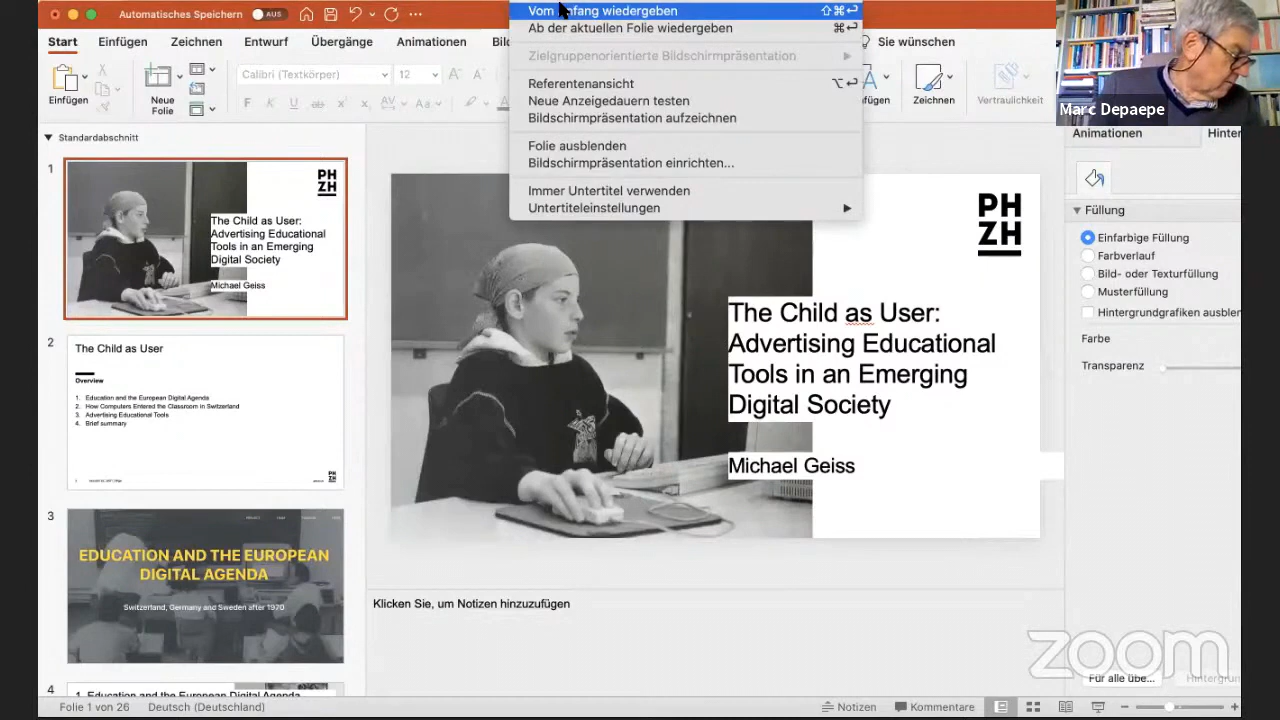 Automatisches Speichern AUS
Vom Anfang wiedergeben
Ab der aktuellen Folie wiedergeben
Zielgruppenorientierte Bildschirmpräsentation
Referentenansicht
Neue Anzeigedauern testen
Bildschirmpräsentation aufzeichnen
Folie ausblenden
Bildschirmpräsentation einrichten...
Immer Untertitel verwenden
Untertiteleinstellungen
Start Einfügen Zeichnen Entwurf Übergänge Animationen Sie wünschen
Einfügen
Neue
Folie
Calibri (Textkörper) 12
F K U ab x
Zeichnen
Vertraulichkeit
Marc Depaepe
Animationen
Füllung
Einfarbige Füllung
Farbverlauf
Bild- oder Texturfüllung
Musterfüllung
Hintergrundgrafiken ausblen
Farbe
Transparenz
Für alle übe...
Standardabschnitt
1
PH
ZH
The Child as User:
Advertising Educational
Tools in an Emerging
Digital Society
Michael Geiss
2
The Child as User
Overview
1. Education and the European Digital Agenda
2. How Computers Entered the Classroom in Switzerland
3. Advertising Educational Tools
4. Brief summary
PH
ZH
3
EDUCATION AND THE EUROPEAN
DIGITAL AGENDA
Switzerland, Germany and Sweden after 1970
4
1. Education and the European Digital Agenda
PH
ZH
The Child as User:
Advertising Educational
Tools in an Emerging
Digital Society
Michael Geiss
Klicken Sie, um Notizen hinzuzufügen
zoom
Folie 1 von 26 Deutsch (Deutschland) Notizen Kommentare